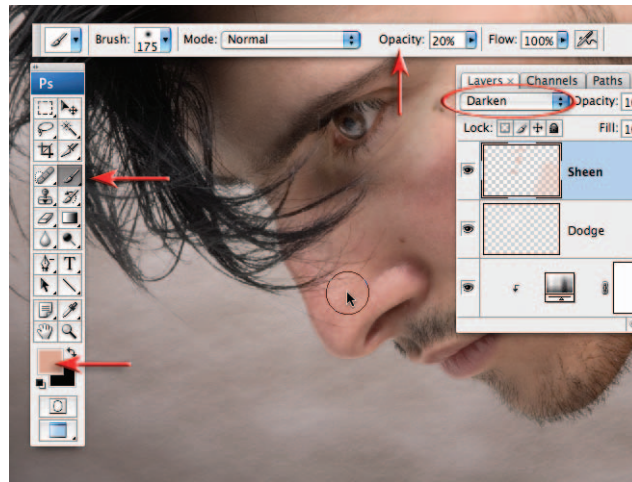 Brush: 175 Mode: Normal Opacity: 20% Flow: 100%
Ps
T
Layers × Channels Paths
Darken Opacity:
Lock: Fill:
Sheen
Dodge